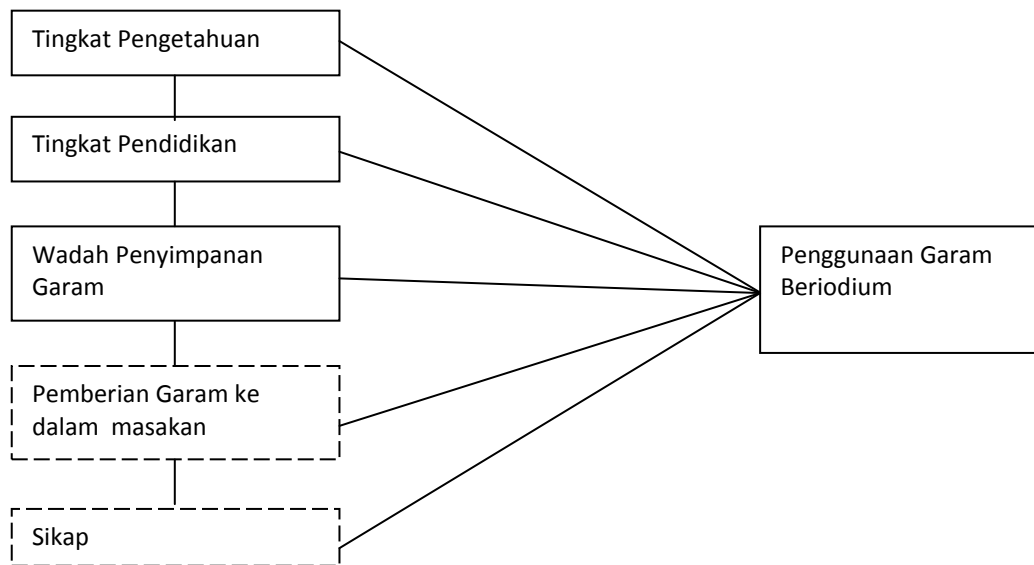 Tingkat Pengetahuan
Tingkat Pendidikan
Wadah Penyimpanan
Garam
Penggunaan Garam
Beriodium
Pemberian Garam ke
dalam masakan
Sikap